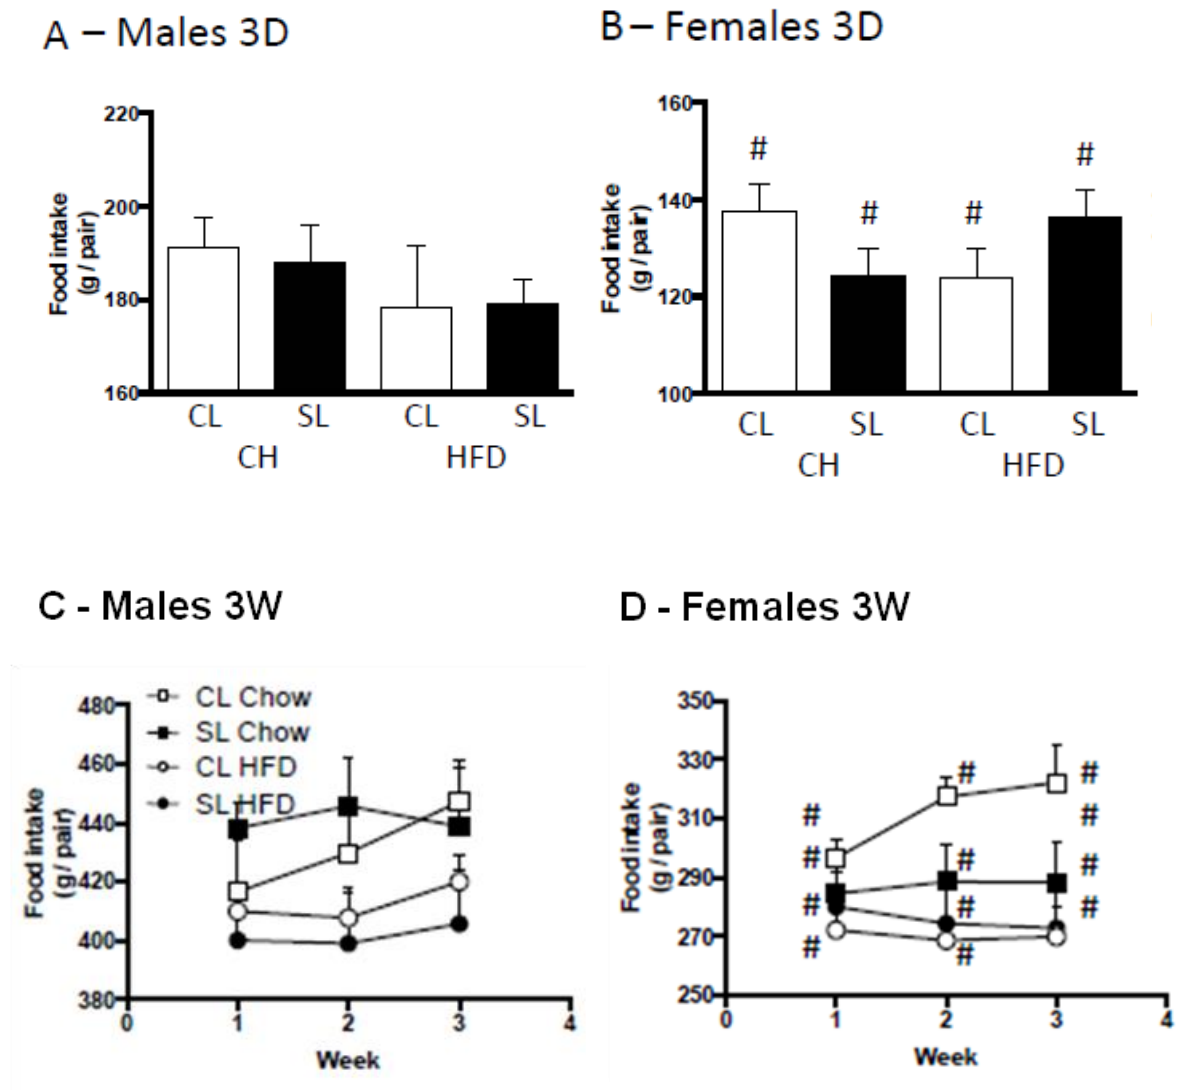 A – Males 3D
220
200
180
160
Food intake
(g / pair)
CL SL CL SL
CH HFD
B – Females 3D
160
140
120
100
Food intake
(g / pair)
# # # #
CL SL CL SL
CH HFD
C - Males 3W
480
460
440
420
400
380
Food intake
(g / pair)
CL Chow
SL Chow
CL HFD
SL HFD
0 1 2 3 4
Week
D - Females 3W
350
330
310
290
270
250
Food intake
(g / pair)
# # # #
# # # #
# # # #
0 1 2 3 4
Week